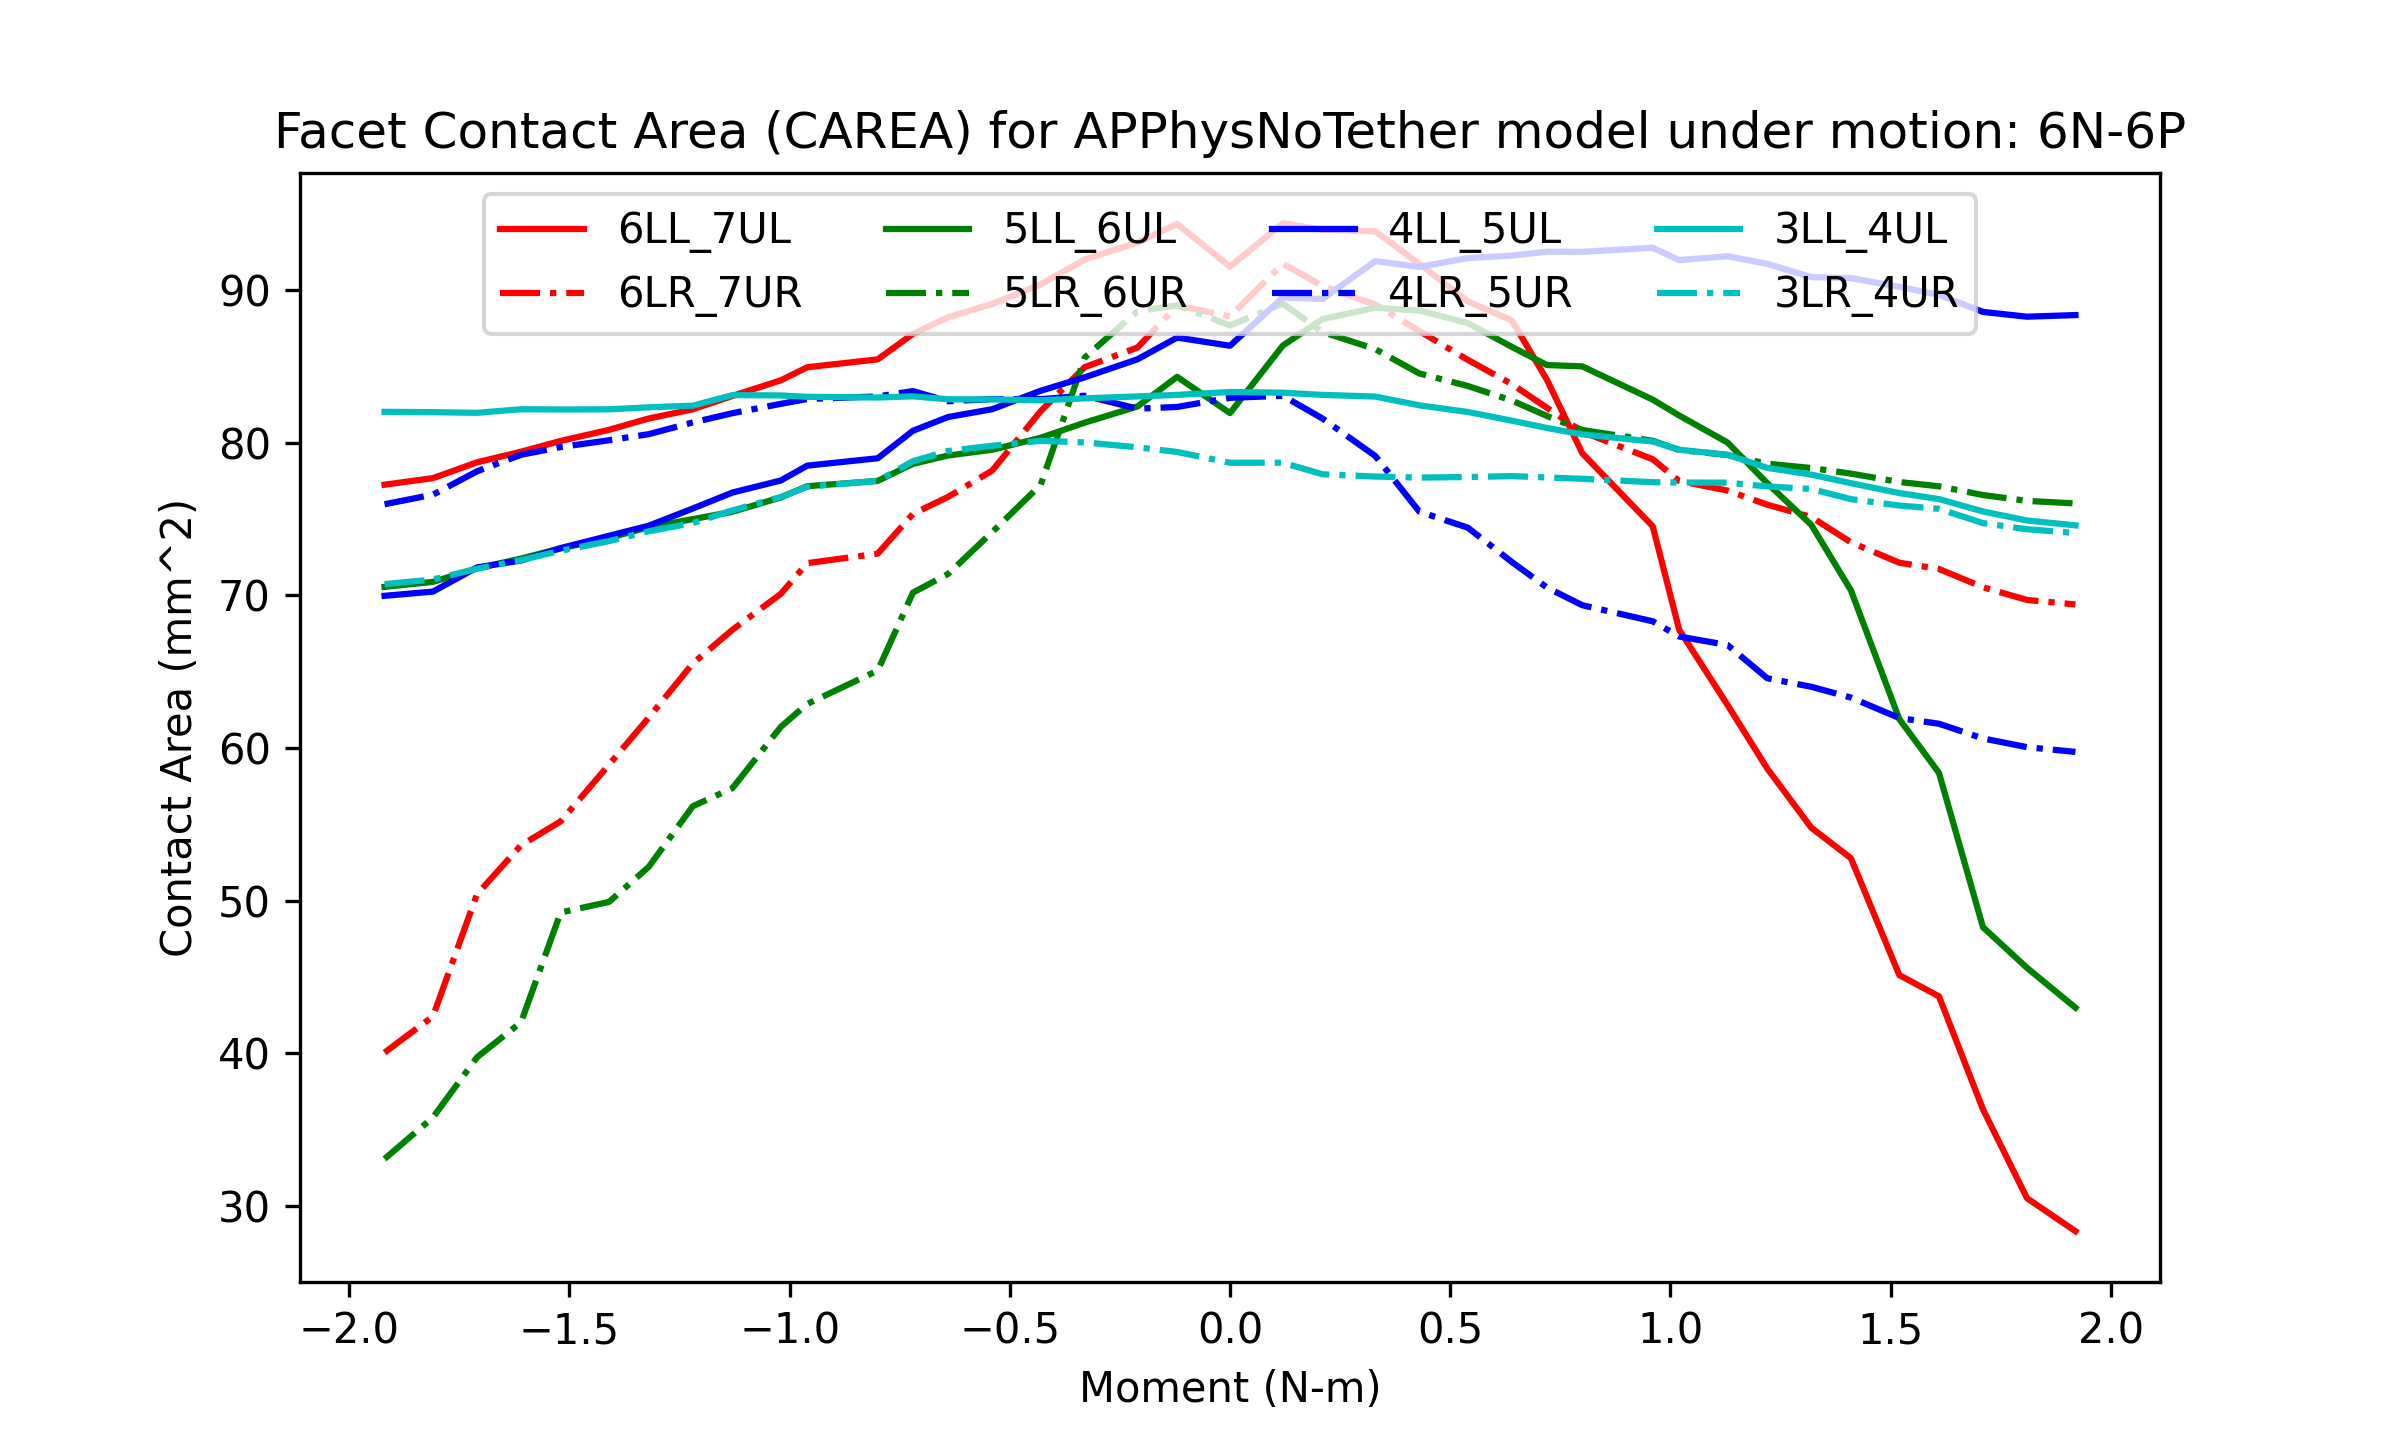 Facet Contact Area (CAREA) for APPhysNoTether model under motion: 6N-6P
6LL_7UL 5LL_6UL 4LL_5UL 3LL_4UL
6LR_7UR 5LR_6UR 4LR_5UR 3LR_4UR
90
80
70
60
50
40
30
Contact Area (mm^2)
−2.0 −1.5 −1.0 −0.5 0.0 0.5 1.0 1.5 2.0
Moment (N-m)